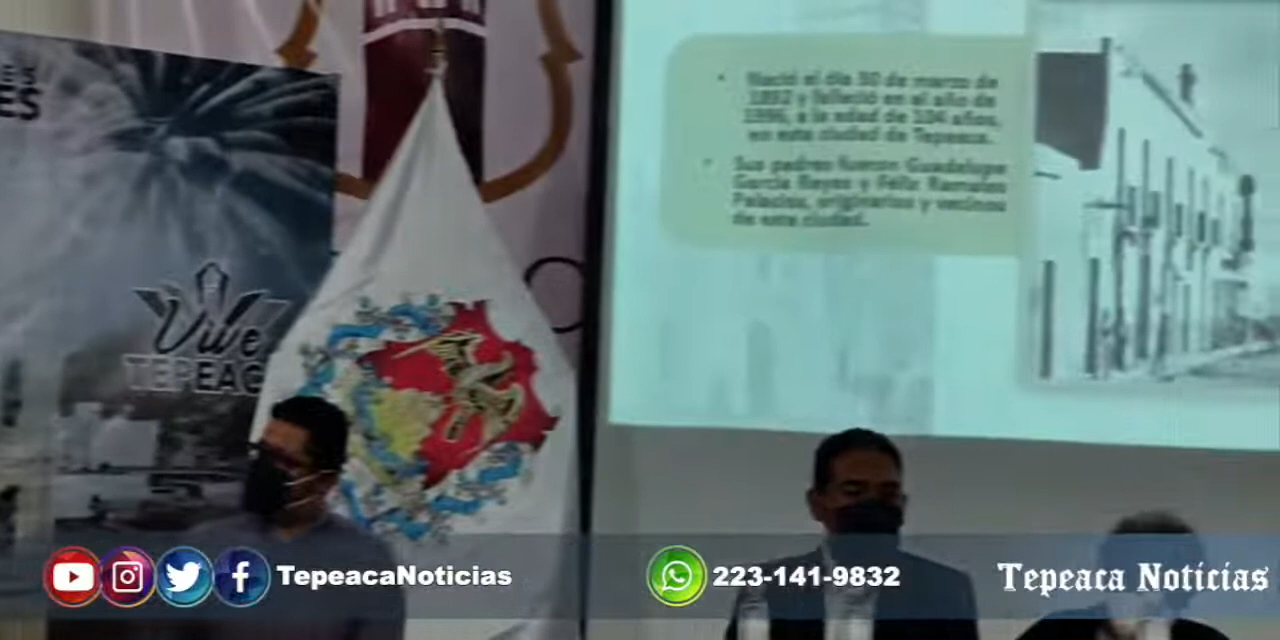 ES
Vive
TEPEAC
• Nació el día 30 de marzo de
1892 y falleció en el año de
1996, a la edad de 104 años,
en esta ciudad de Tepeaca.
• Sus padres fueron Guadalupe
García Reyes y Féliz Ramales
Palacios, originarios y vecinos
de esta ciudad.
TepeacaNoticias
223-141-9832
Tepeaca Noticias